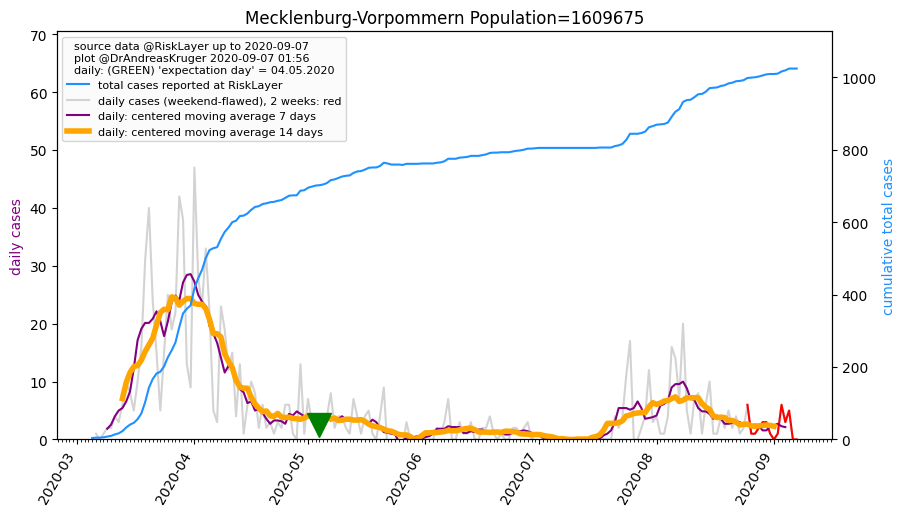 Mecklenburg-Vorpommern Population=1609675
source data @RiskLayer up to 2020-09-07
plot @DrAndreasKruger 2020-09-07 01:56
daily: (GREEN) 'expectation day' = 04.05.2020
total cases reported at RiskLayer
daily cases (weekend-flawed), 2 weeks: red
daily: centered moving average 7 days
daily: centered moving average 14 days
daily cases
70
60
50
40
30
20
10
0
cumulative total cases
1000
800
600
400
200
0
2020-03
2020-04
2020-05
2020-06
2020-07
2020-08
2020-09